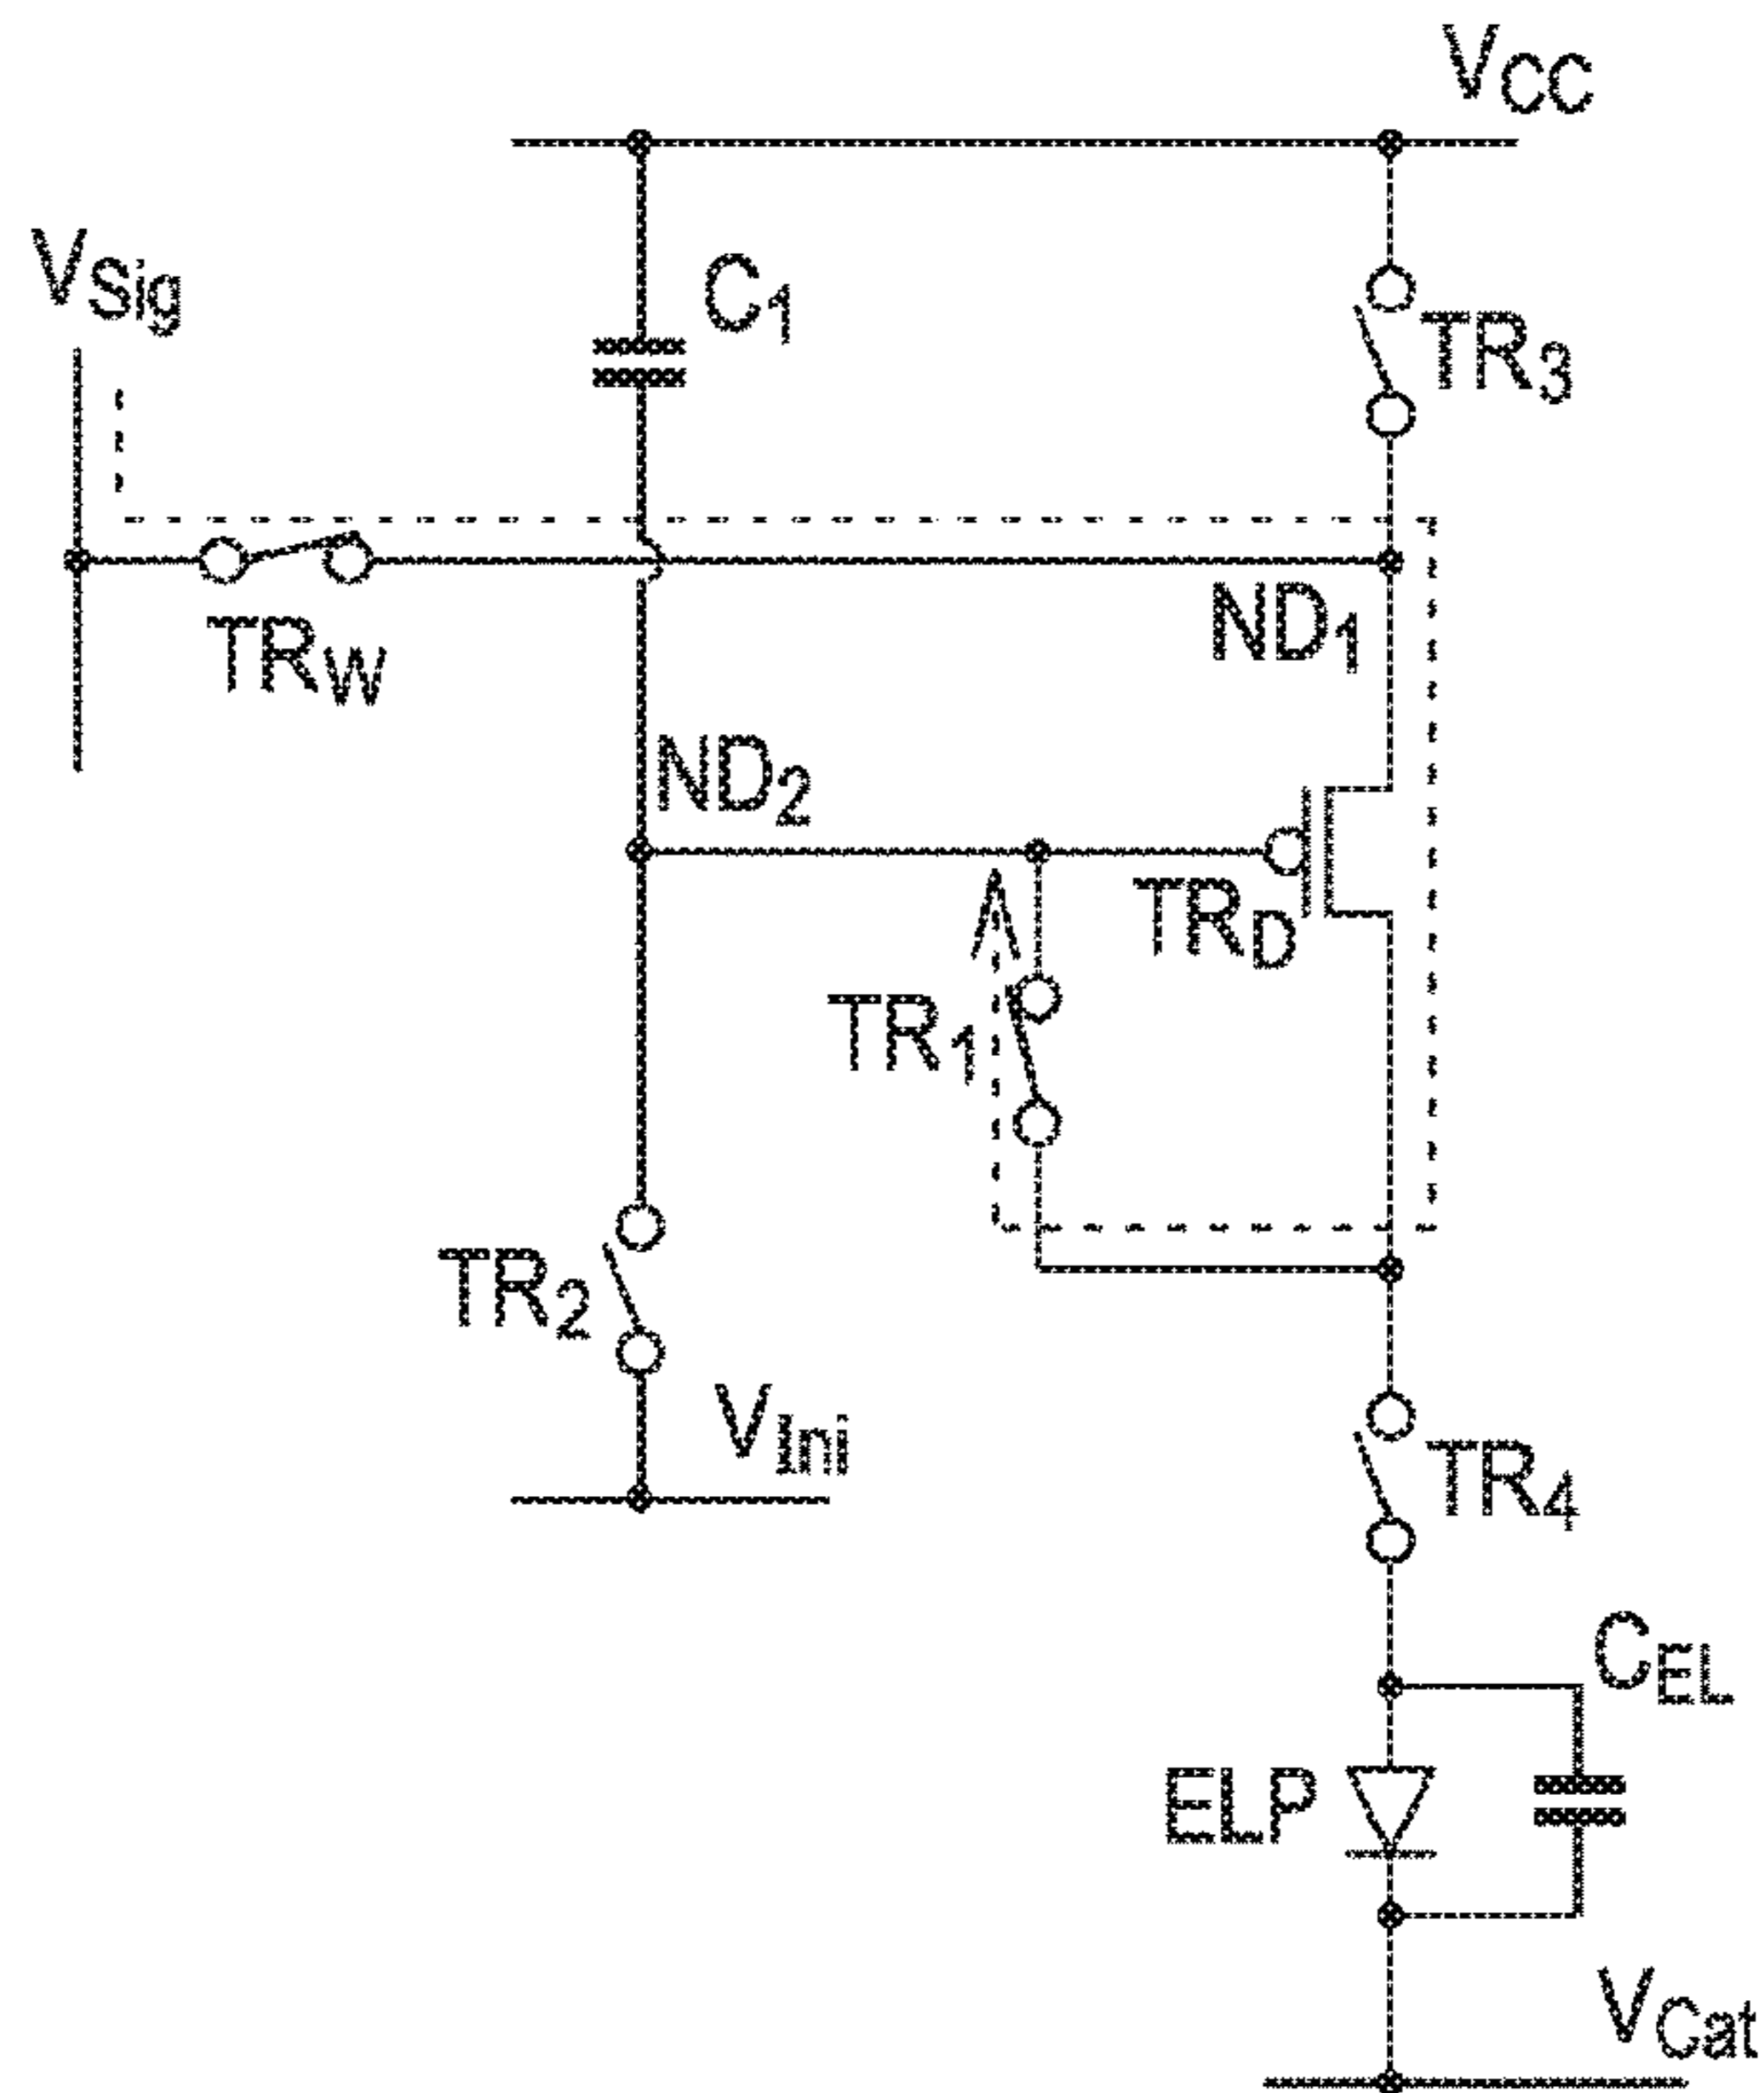 VCC
VSig
C1
TR3
TRW
ND1
ND2
TRD
TR1
TR2
VIni
TR4
CEL
ELP
VCat